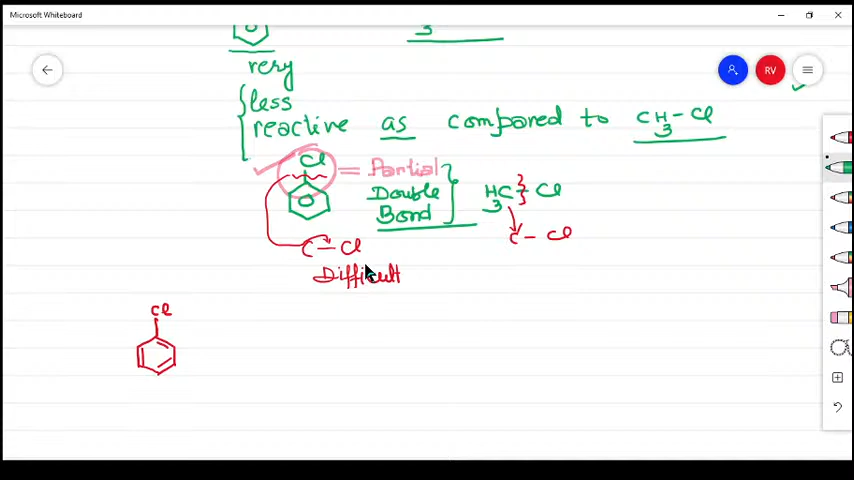 Microsoft Whiteboard
3
RV
very
less
reactive as compared to CH3-Cl
Cl
= Partial
Double
Bond
H3C - Cl
C - Cl
C - Cl
Difficult
Cl